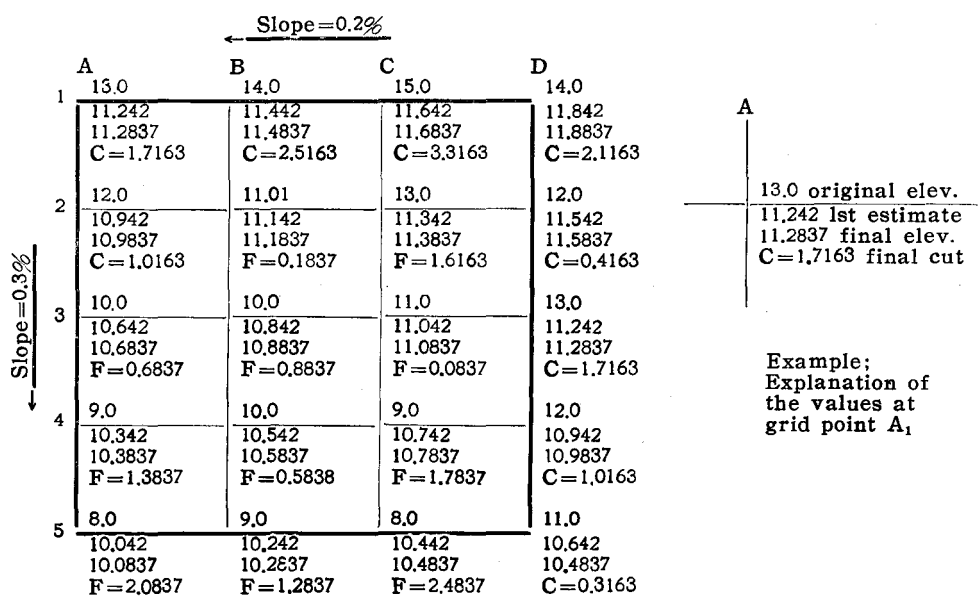 Slope=0.2%
A B C D
1 13.0 14.0 15.0 14.0
11.242 11.442 11.642 11.842
11.2837 11.4837 11.6837 11.8837
C=1.7163 C=2.5163 C=3.3163 C=2.1163
2 12.0 11.01 13.0 12.0
10.942 11.142 11.342 11.542
10.9837 11.1837 11.3837 11.5837
C=1.0163 F=0.1837 F=1.6163 C=0.4163
3 10.0 10.0 11.0 13.0
10.642 10.842 11.042 11.242
10.6837 10.8837 11.0837 11.2837
F=0.6837 F=0.8837 F=0.0837 C=1.7163
4 9.0 10.0 9.0 12.0
10.342 10.542 10.742 10.942
10.3837 10.5837 10.7837 10.9837
F=1.3837 F=0.5838 F=1.7837 C=1.0163
5 8.0 9.0 8.0 11.0
10.042 10.242 10.442 10.642
10.0837 10.2837 10.4837 10.4837
F=2.0837 F=1.2837 F=2.4837 C=0.3163
Slope=0.3%
A
13.0 original elev.
11.242 1st estimate
11.2837 final elev.
C=1.7163 final cut
Example;
Explanation of
the values at
grid point A₁